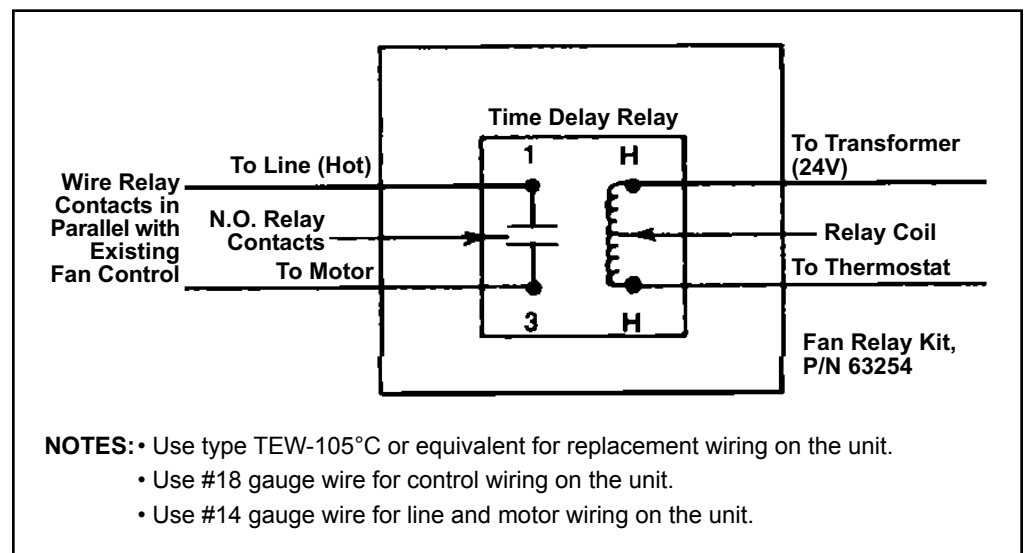 Time Delay Relay
1 H
To Line (Hot)
To Transformer
(24V)
Wire Relay
Contacts in
Parallel with
Existing
Fan Control
N.O. Relay
Contacts
Relay Coil
To Motor
To Thermostat
3 H
Fan Relay Kit,
P/N 63254
NOTES: • Use type TEW-105°C or equivalent for replacement wiring on the unit.
• Use #18 gauge wire for control wiring on the unit.
• Use #14 gauge wire for line and motor wiring on the unit.